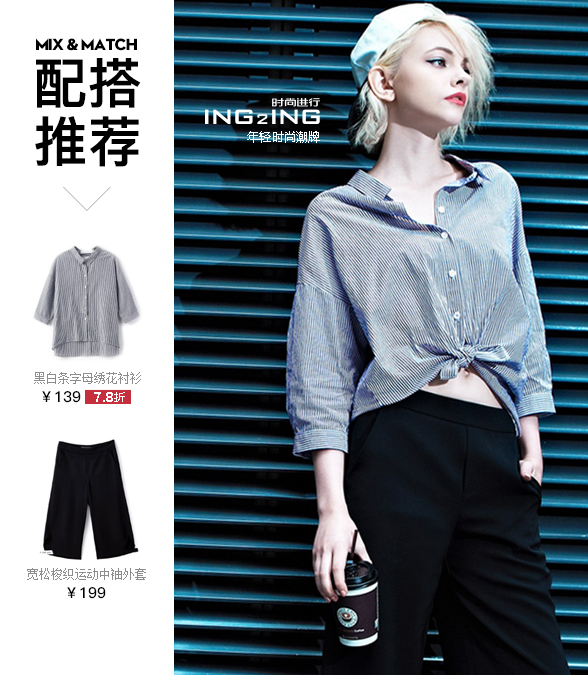 MIX & MATCH
配搭
推荐
时尚进行
ING2ING
年轻时尚潮牌
黑白条字母绣花衬衫
¥139 7.8折
宽松梭织运动中袖外套
¥199